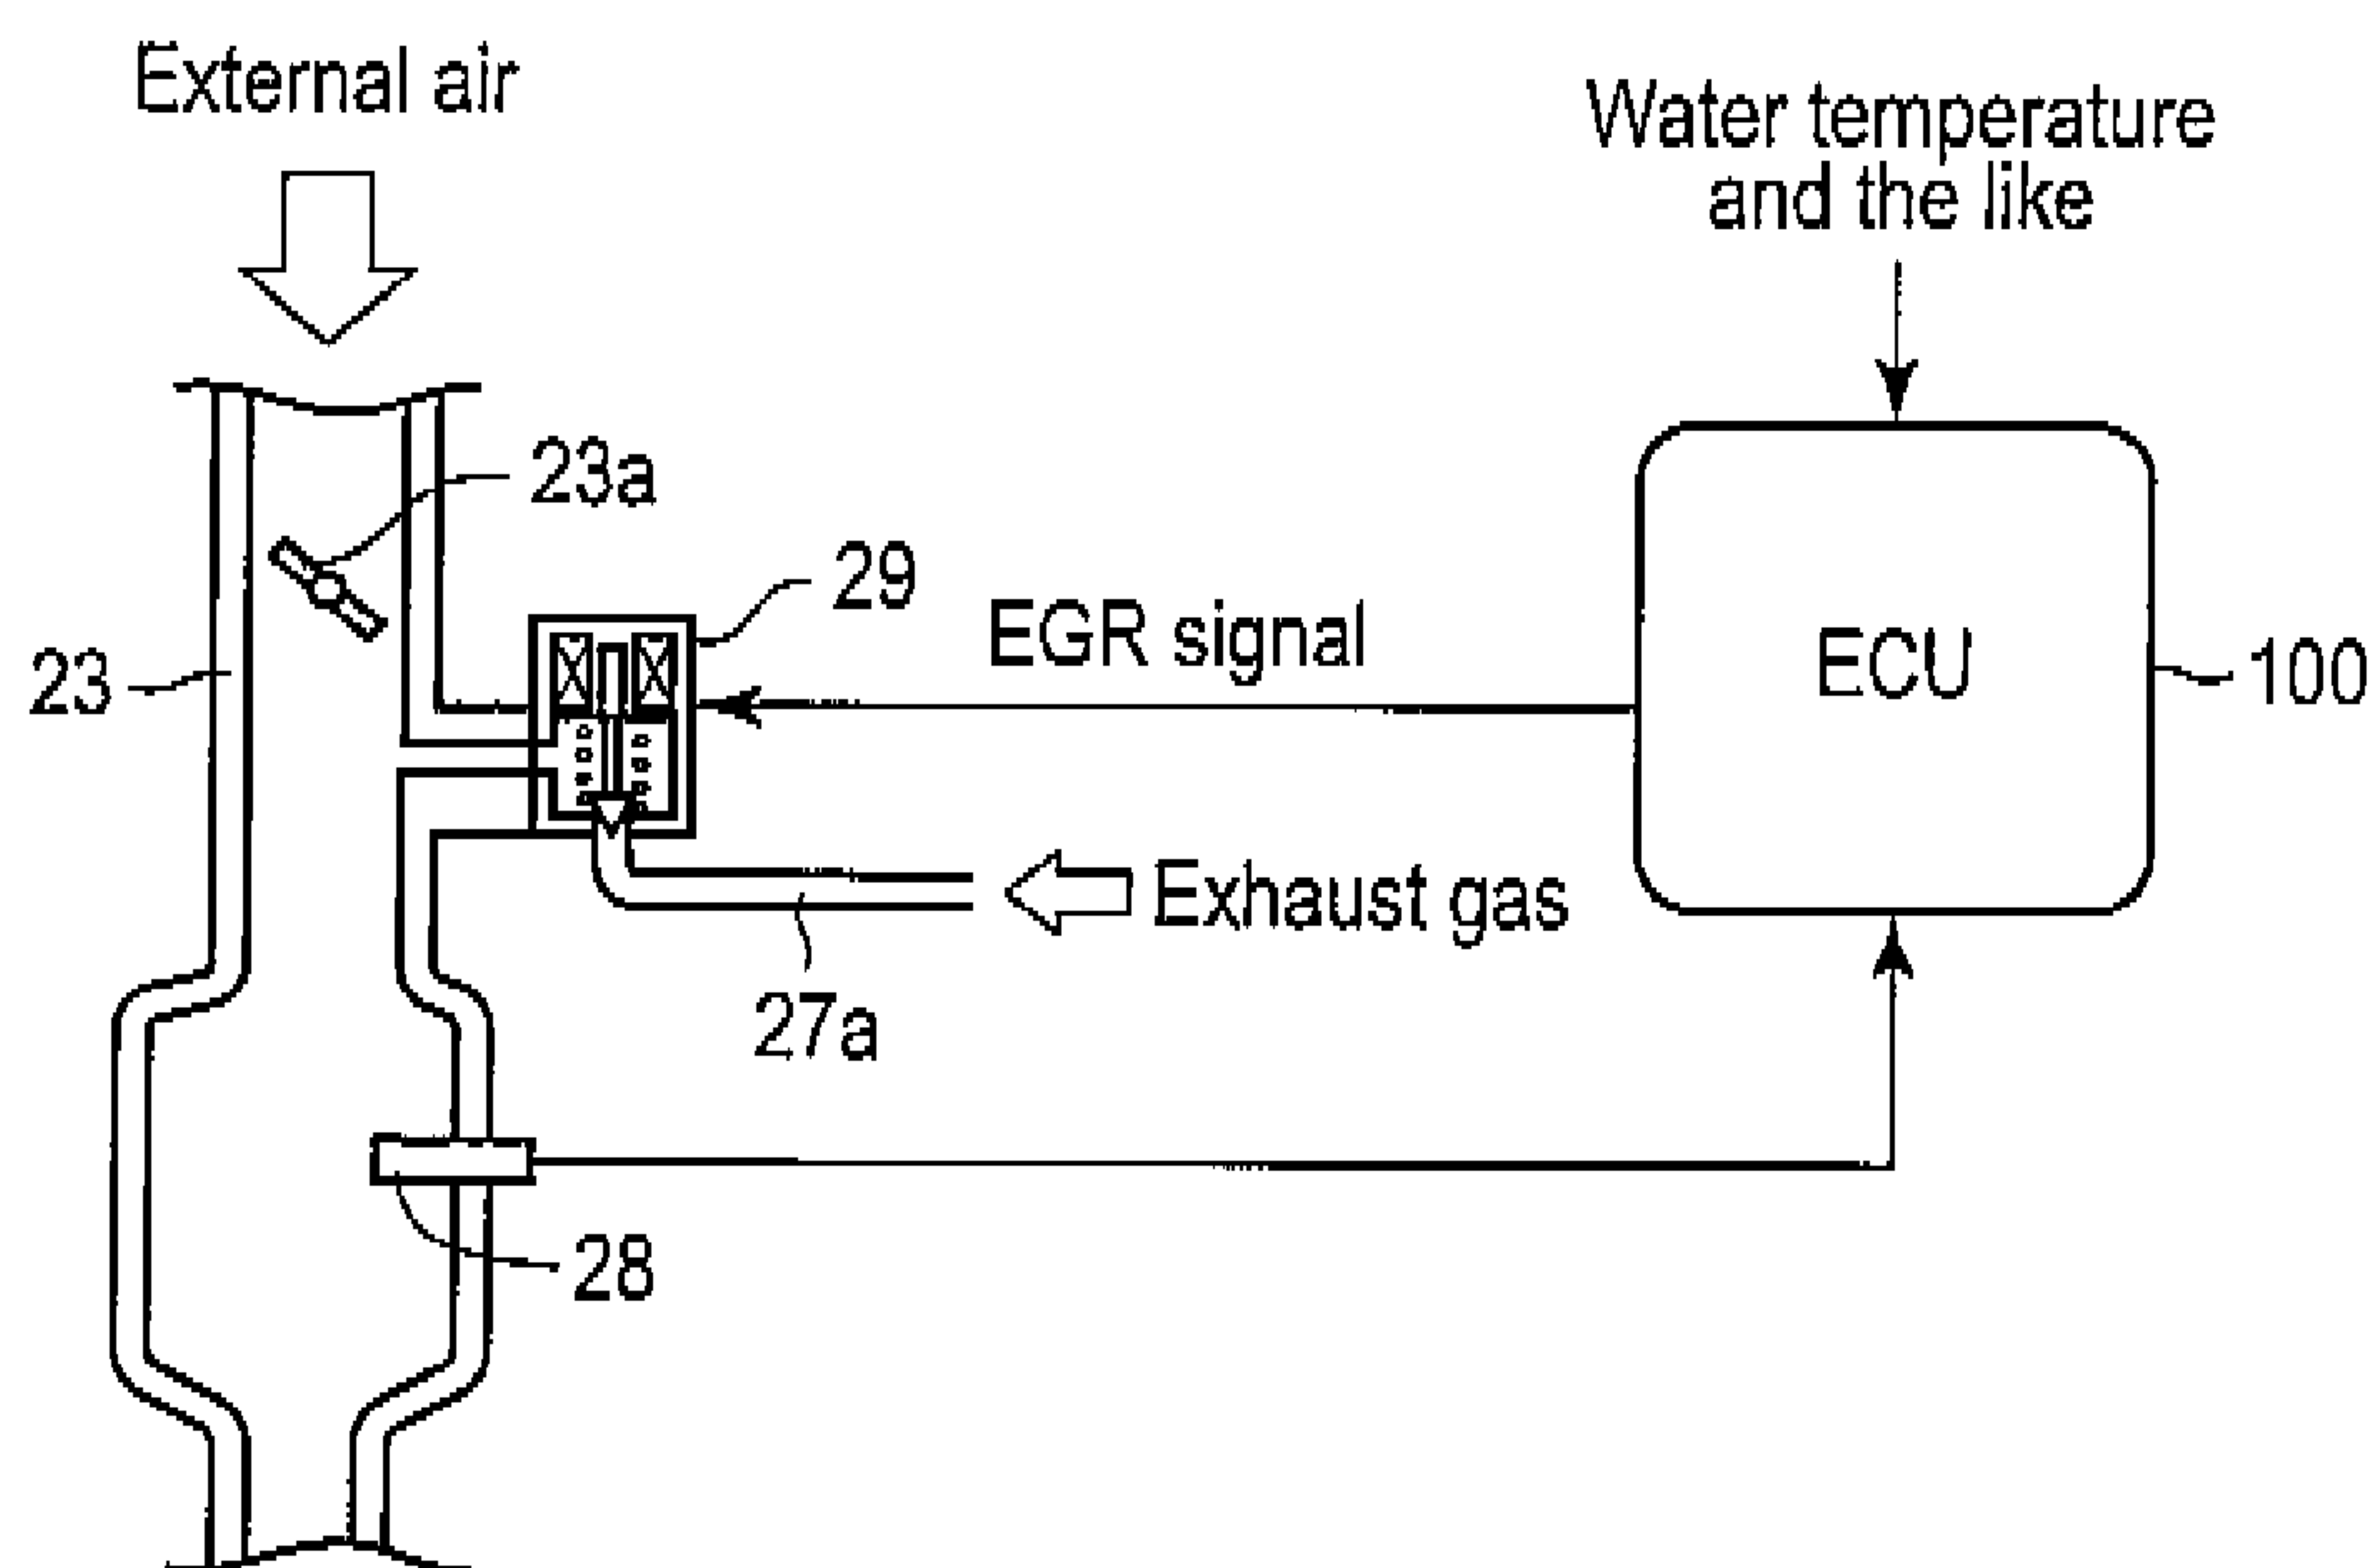 External air
Water temperature
and the like
23a
29
EGR signal
ECU
23
100
Exhaust gas
27a
28